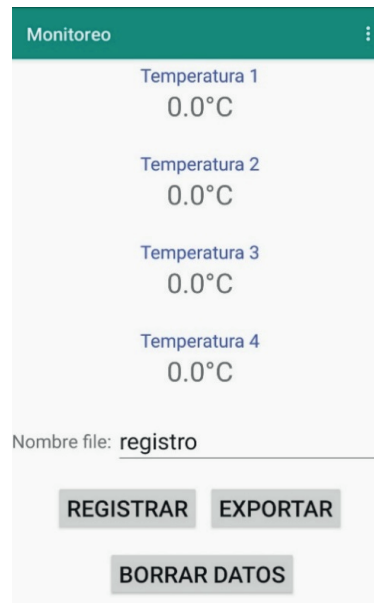 Monitoreo
Temperatura 1
0.0°C
Temperatura 2
0.0°C
Temperatura 3
0.0°C
Temperatura 4
0.0°C
Nombre file: registro
REGISTRAR EXPORTAR
BORRAR DATOS